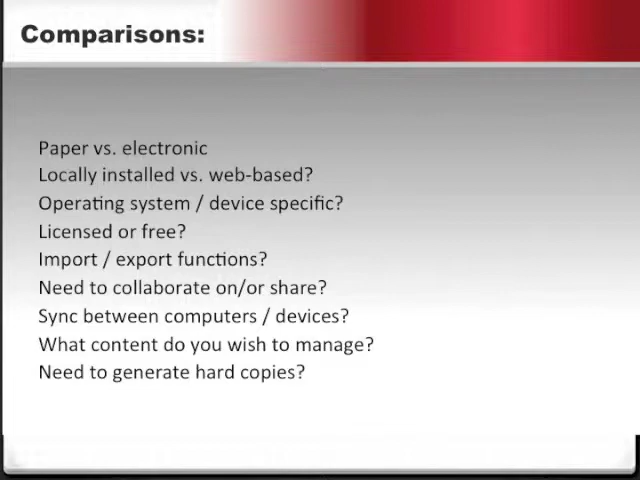 Comparisons:
Paper vs. electronic
Locally installed vs. web-based?
Operating system / device specific?
Licensed or free?
Import / export functions?
Need to collaborate on/or share?
Sync between computers / devices?
What content do you wish to manage?
Need to generate hard copies?